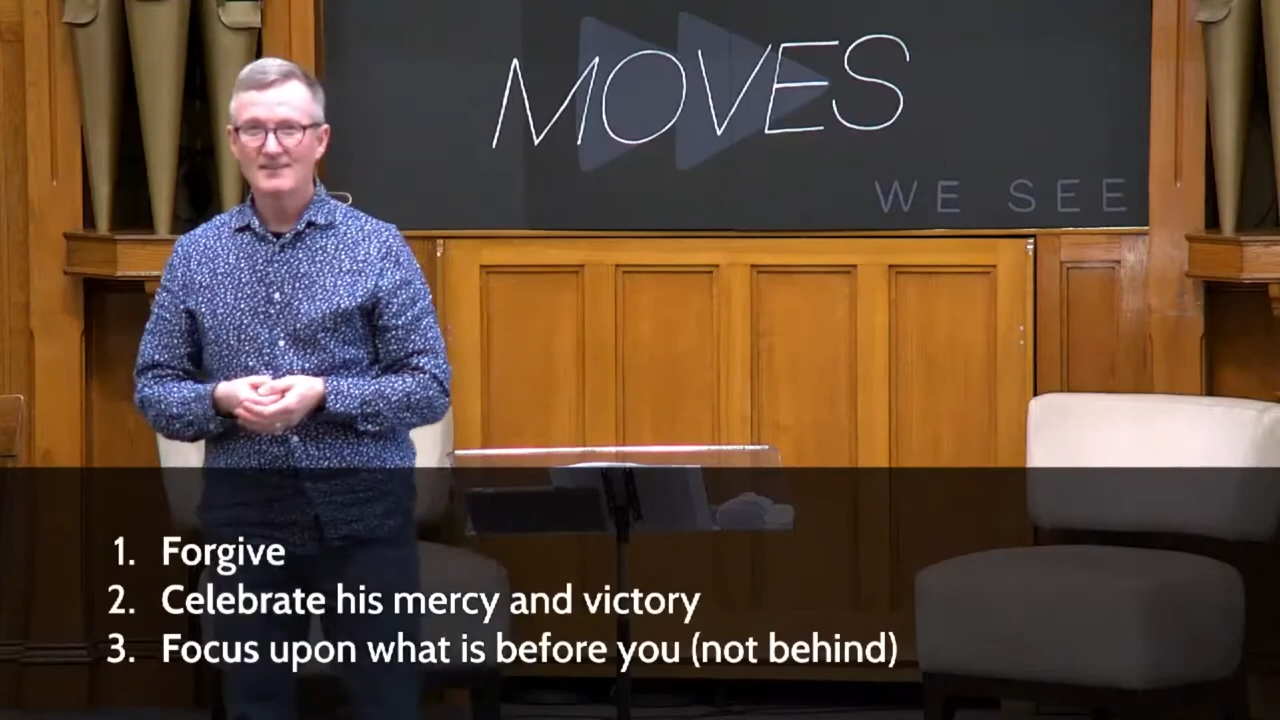 MOVES
WE SEE
1. Forgive
2. Celebrate his mercy and victory
3. Focus upon what is before you (not behind)